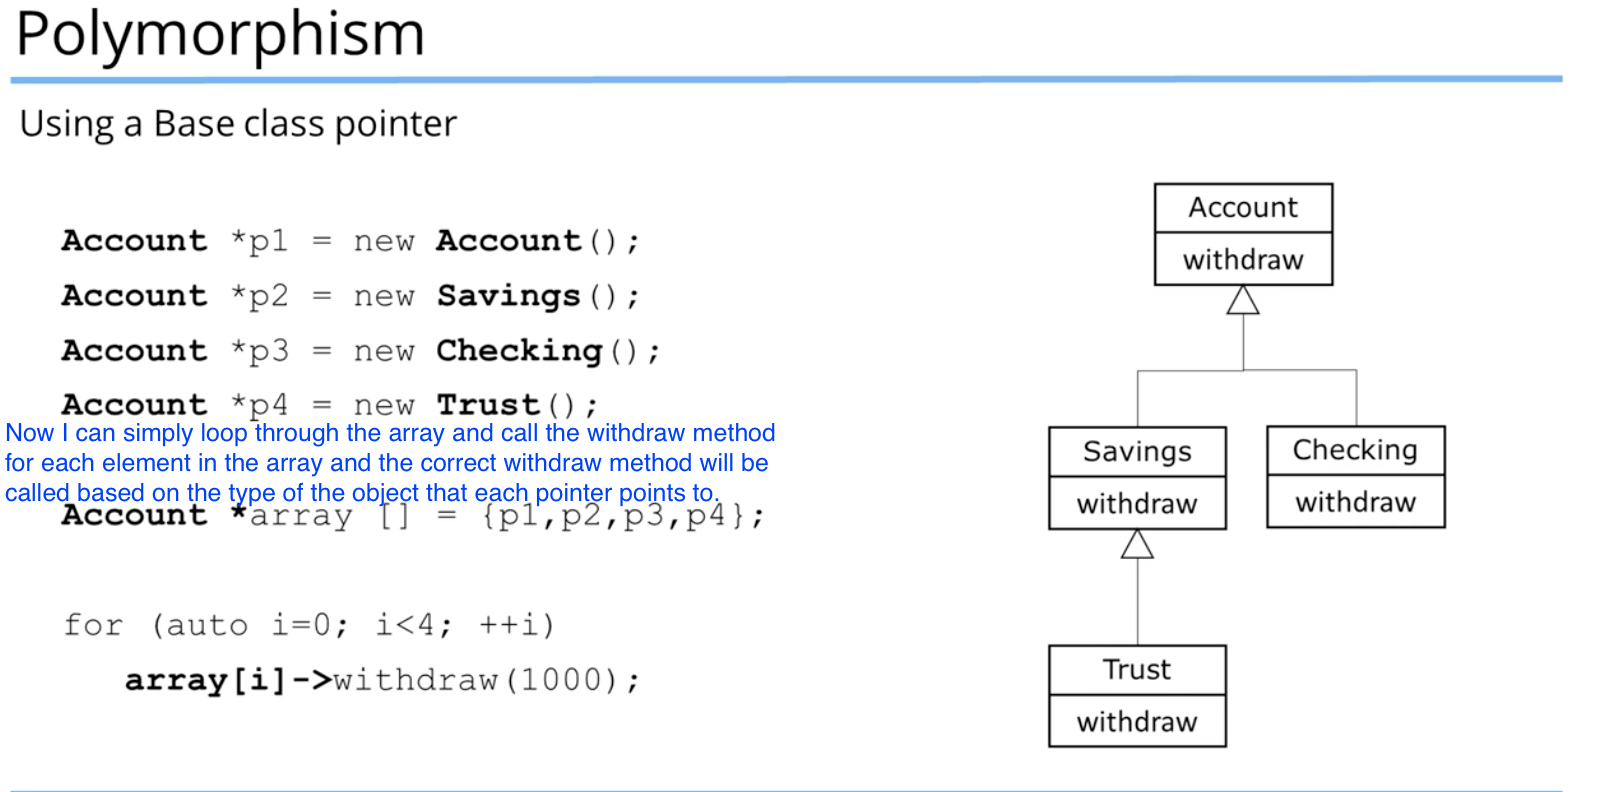 Polymorphism
Using a Base class pointer
Account *p1 = new Account();
Account *p2 = new Savings();
Account *p3 = new Checking();
Account *p4 = new Trust();
Now I can simply loop through the array and call the withdraw method
for each element in the array and the correct withdraw method will be
called based on the type of the object that each pointer points to.
Account *array [] = {p1,p2,p3,p4};
for (auto i=0; i<4; ++i)
array[i]->withdraw(1000);
Account
withdraw
Savings
withdraw
Checking
withdraw
Trust
withdraw